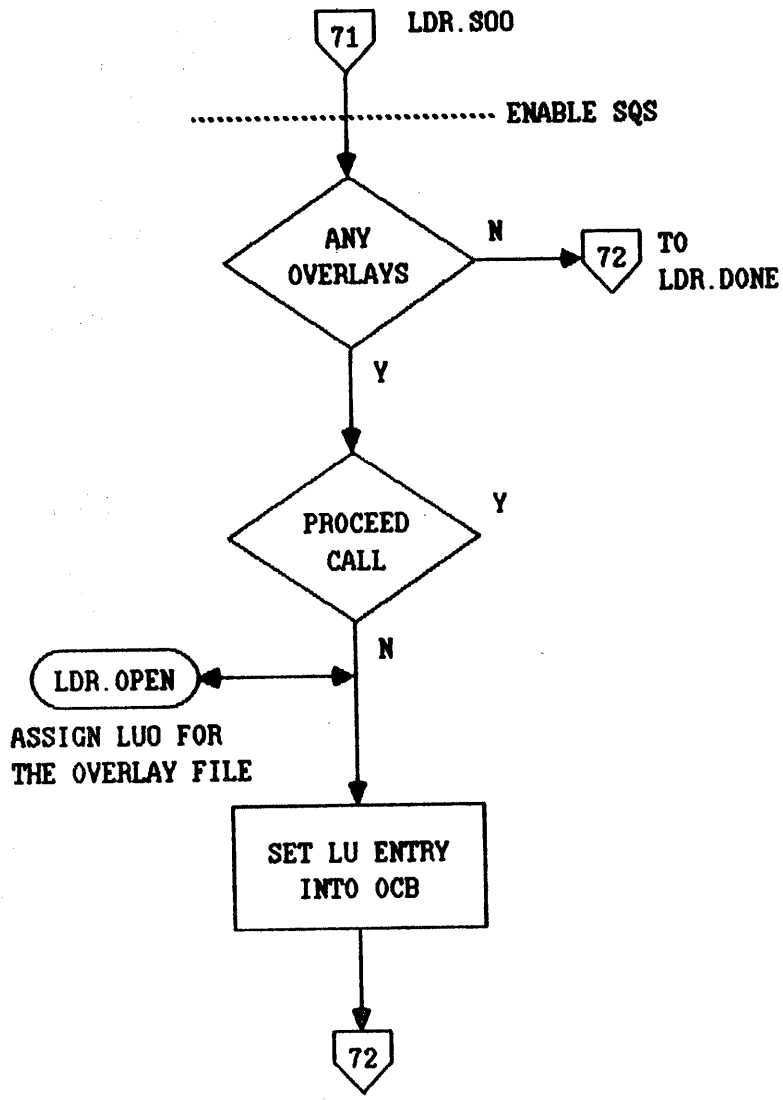 71 LDR.SOO
ENABLE SQS
ANY
OVERLAYS
N
72
TO
LDR.DONE
Y
PROCEED
CALL
Y
N
LDR.OPEN
ASSIGN LUO FOR
THE OVERLAY FILE
SET LU ENTRY
INTO OCB
72